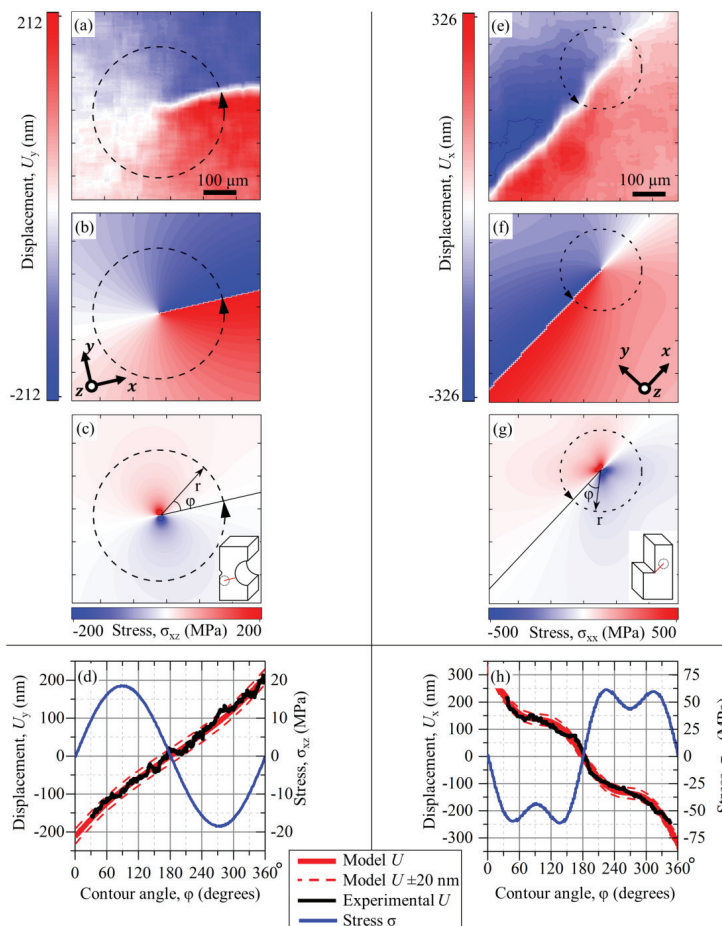 212
Displacement, Uy (nm)
-212
(a)
100 μm
(b)
y
z
x
(c)
r
φ
-200 Stress, σxz (MPa) 200
(d)
Displacement, Uy (nm)
200
100
0
-100
-200
20
10
0
-10
-20
Stress, σxz (MPa)
0 60 120 180 240 300 360°
Contour angle, φ (degrees)
326
Displacement, Ux (nm)
-326
(e)
100 μm
(f)
y
x
z
(g)
φ
r
-500 Stress, σxx (MPa) 500
(h)
Displacement, Ux (nm)
300
200
100
0
-100
-200
-300
75
50
25
0
-25
-50
-75
0 60 120 180 240 300 360°
Contour angle, φ (degrees)
Model U
Model U ±20 nm
Experimental U
Stress σ